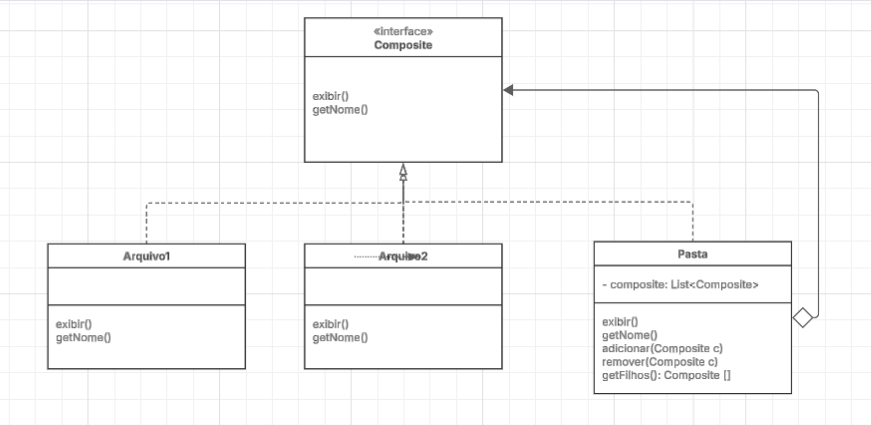 «interface»
Composite
exibir()
getNome()
Arquivo1
exibir()
getNome()
Arquivo2
exibir()
getNome()
Pasta
- composite: List<Composite>
exibir()
getNome()
adicionar(Composite c)
remover(Composite c)
getFilhos(): Composite []